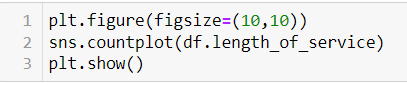 1 plt.figure(figsize=(10,10))
2 sns.countplot(df.length_of_service)
3 plt.show()